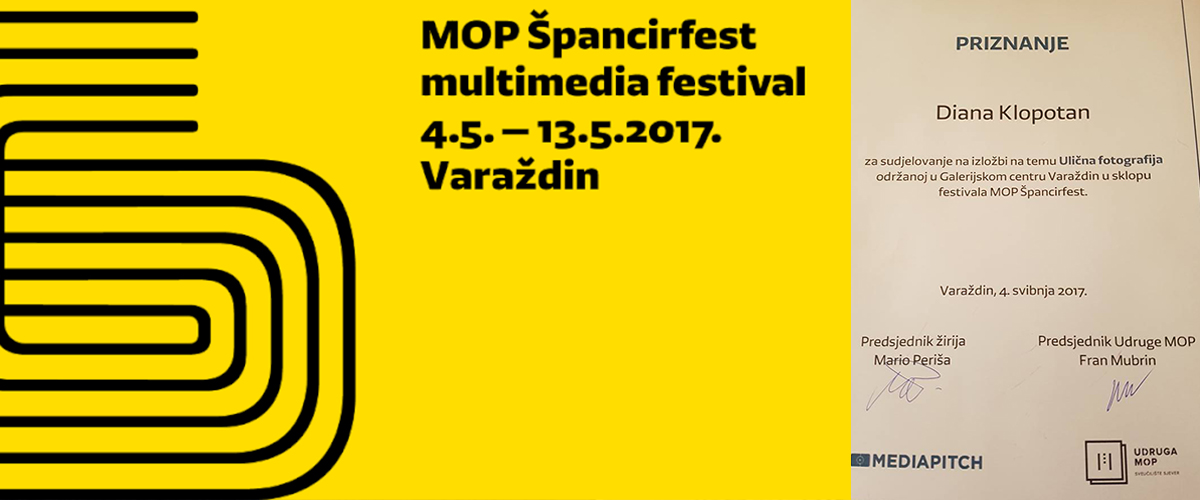 MOP Špancirfest
multimedia festival
4.5. – 13.5.2017.
Varaždin
PRIZNANJE
Diana Klopotan
za sudjelovanje na izložbi na temu Ulična fotografija
održanoj u Galerijskom centru Varaždin u sklopu
festivala MOP Špancirfest.
Varaždin, 4. svibnja 2017.
Predsjednik žirija
Mario Periša
Predsjednik Udruge MOP
Fran Mubrin
MEDIAPITCH
UDRUGA
MOP
SVEUČILIŠTE SJEVER